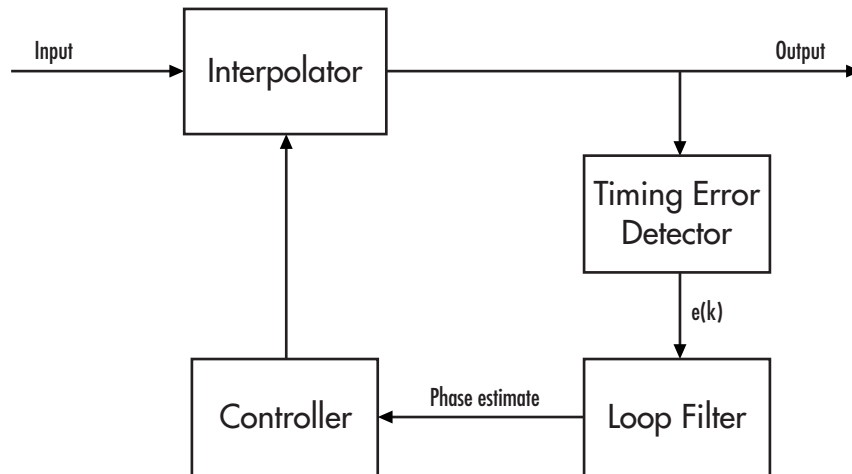 Input
Interpolator
Output
Timing Error
Detector
e(k)
Controller
Phase estimate
Loop Filter